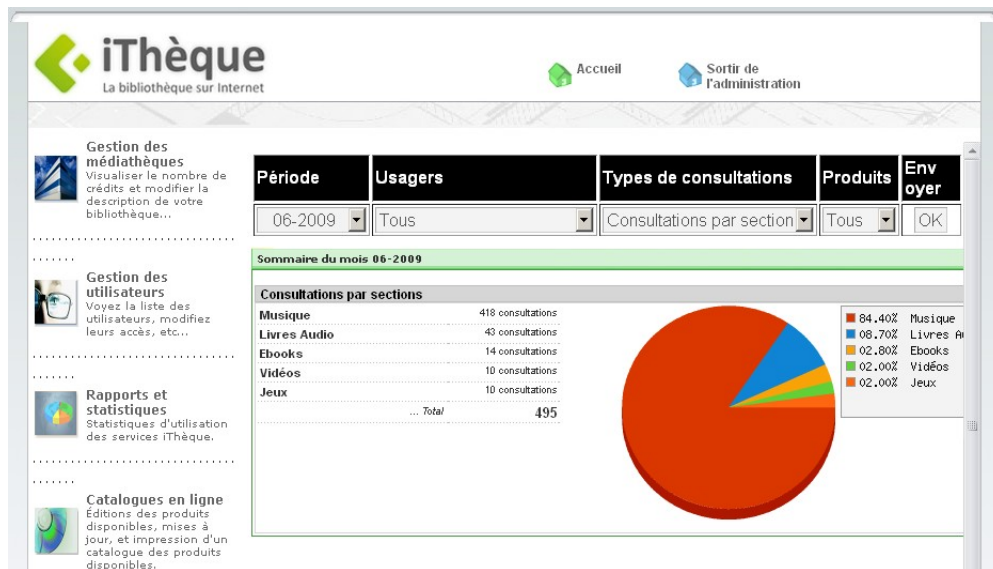 iThèque
La bibliothèque sur Internet
Accueil
Sortir de
l'administration
Gestion des
médiathèques
Visualiser le nombre de
crédits et modifier la
description de votre
bibliothèque...
Gestion des
utilisateurs
Voyez la liste des
utilisateurs, modifiez
leurs accès, etc...
Rapports et
statistiques
Statistiques d'utilisation
des services iThèque.
Catalogues en ligne
Éditions des produits
disponibles, mises à
jour, et impression d'un
catalogue des produits
disponibles.
Période Usagers Types de consultations Produits Env
oyer
06-2009 Tous Consultations par section Tous OK
Sommaire du mois 06-2009
Consultations par sections
Musique 418 consultations
Livres Audio 43 consultations
Ebooks 14 consultations
Vidéos 10 consultations
Jeux 10 consultations
... Total 495
84.40% Musique
08.70% Livres
02.80% Ebooks
02.00% Vidéos
02.00% Jeux